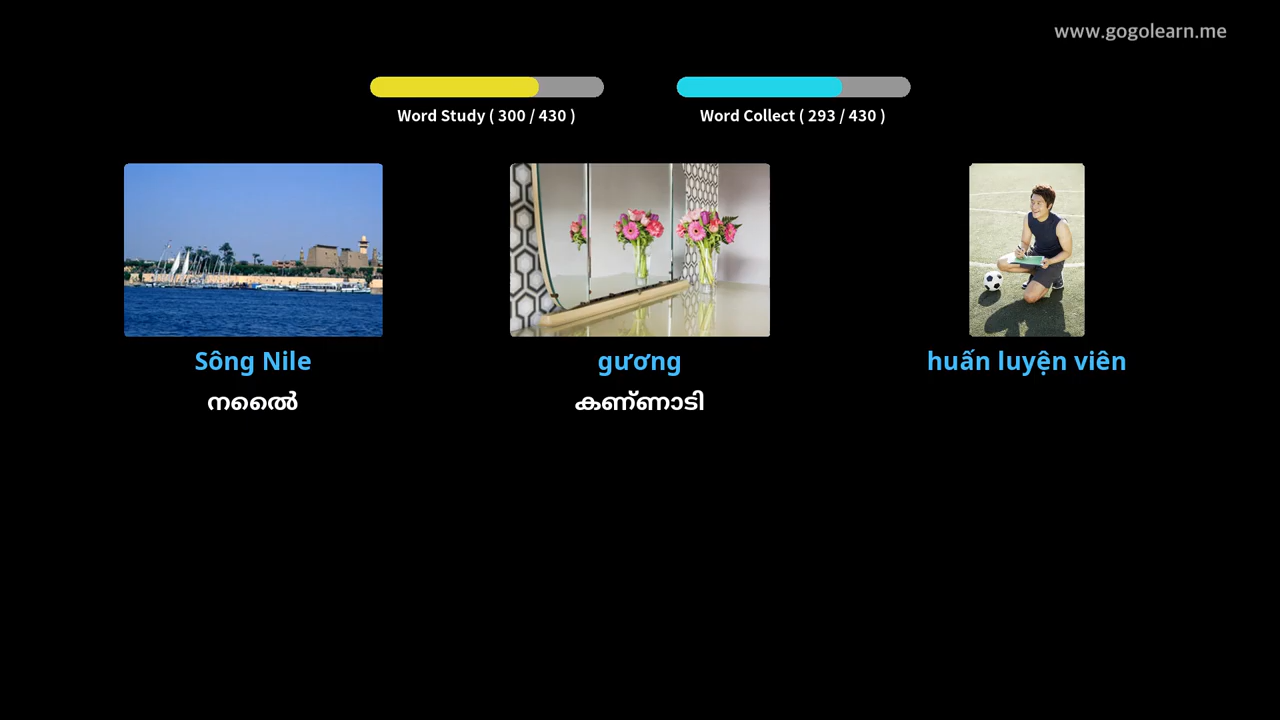 www.gogolearn.me
Word Study ( 300 / 430 )
Word Collect ( 293 / 430 )
Sông Nile
gương
huấn luyện viên
നൈൽ
കണ്ണാടി